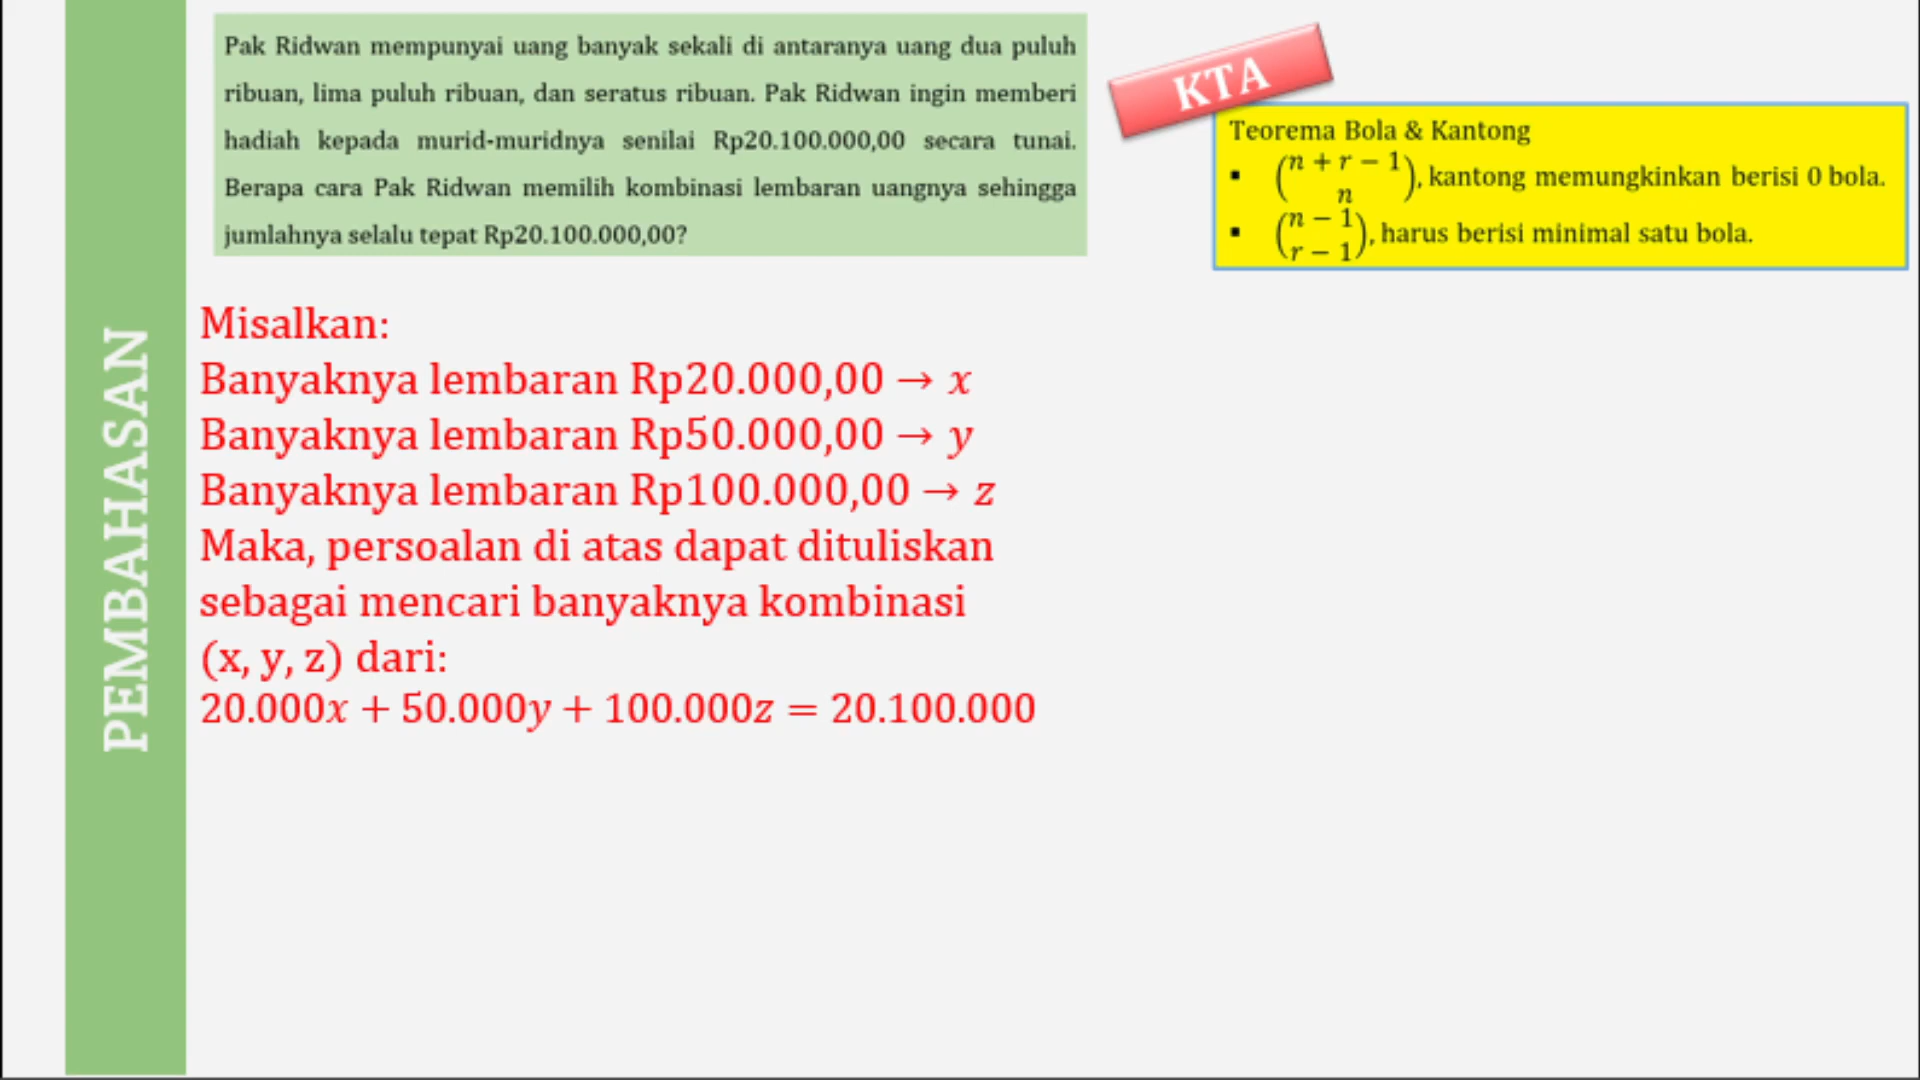 Pak Ridwan mempunyai uang banyak sekali di antaranya uang dua puluh
ribuan, lima puluh ribuan, dan seratus ribuan. Pak Ridwan ingin memberi
hadiah kepada murid-muridnya senilai Rp20.100.000,00 secara tunai.
Berapa cara Pak Ridwan memilih kombinasi lembaran uangnya sehingga
jumlahnya selalu tepat Rp20.100.000,00?
KTA
Teorema Bola & Kantong
▪ (n + r − 1
n), kantong memungkinkan berisi 0 bola.
▪ (n − 1
r − 1), harus berisi minimal satu bola.
PEMBAHASAN
Misalkan:
Banyaknya lembaran Rp20.000,00 → x
Banyaknya lembaran Rp50.000,00 → y
Banyaknya lembaran Rp100.000,00 → z
Maka, persoalan di atas dapat dituliskan
sebagai mencari banyaknya kombinasi
(x, y, z) dari:
20.000x + 50.000y + 100.000z = 20.100.000